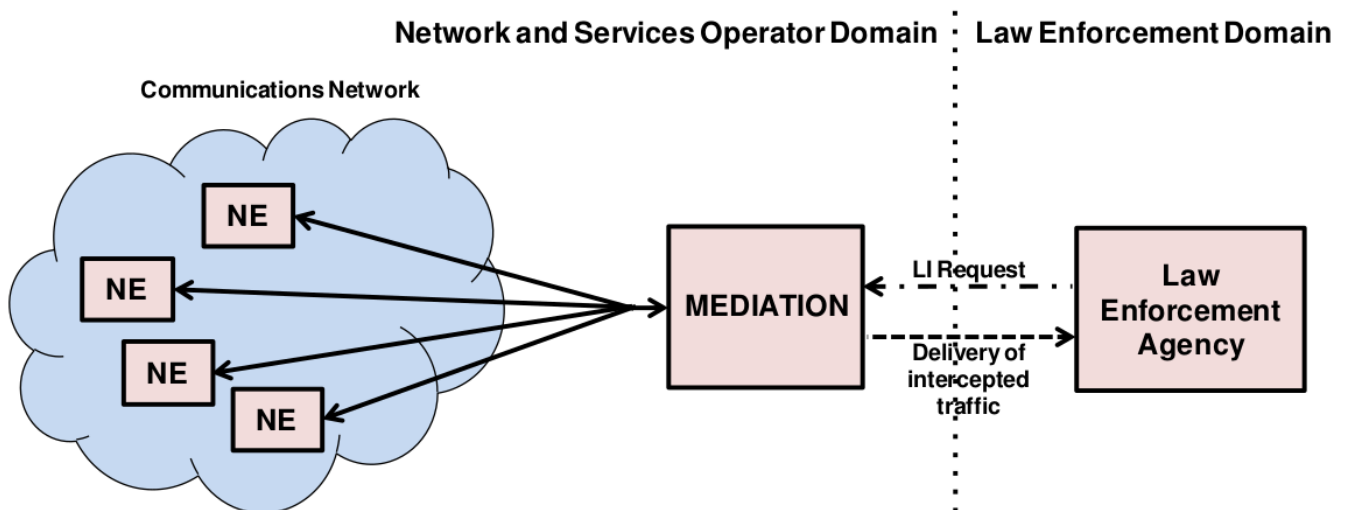 Network and Services Operator Domain
Law Enforcement Domain
Communications Network
NE
NE
NE
NE
MEDIATION
LI Request
Delivery of
intercepted
traffic
Law
Enforcement
Agency